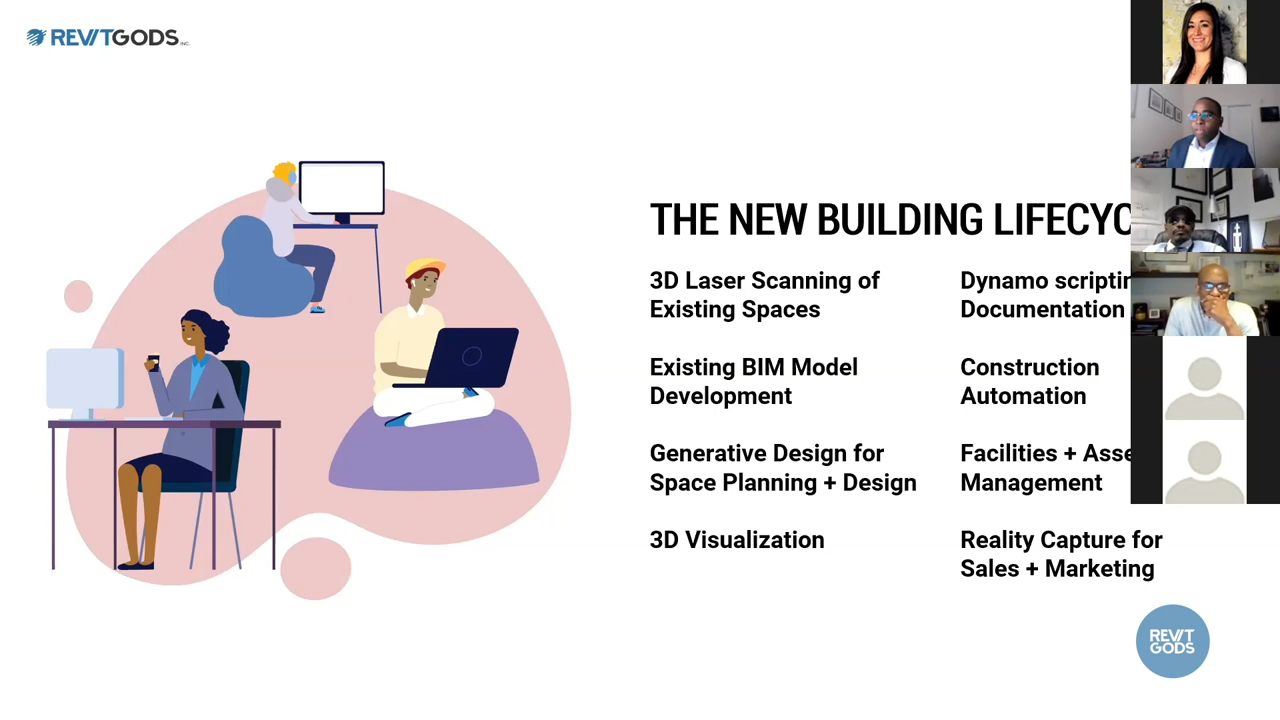 REVITGODS INC.
THE NEW BUILDING LIFECYC
3D Laser Scanning of
Existing Spaces
Existing BIM Model
Development
Generative Design for
Space Planning + Design
3D Visualization
Dynamo scriptin
Documentation
Construction
Automation
Facilities + Asse
Management
Reality Capture for
Sales + Marketing
REVIT
GODS